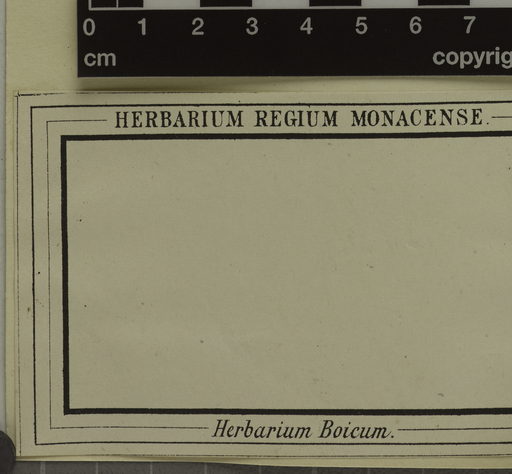 0 1 2 3 4 5 6 7
cm copyrig
HERBARIUM REGIUM MONACENSE.
Herbarium Boicum.